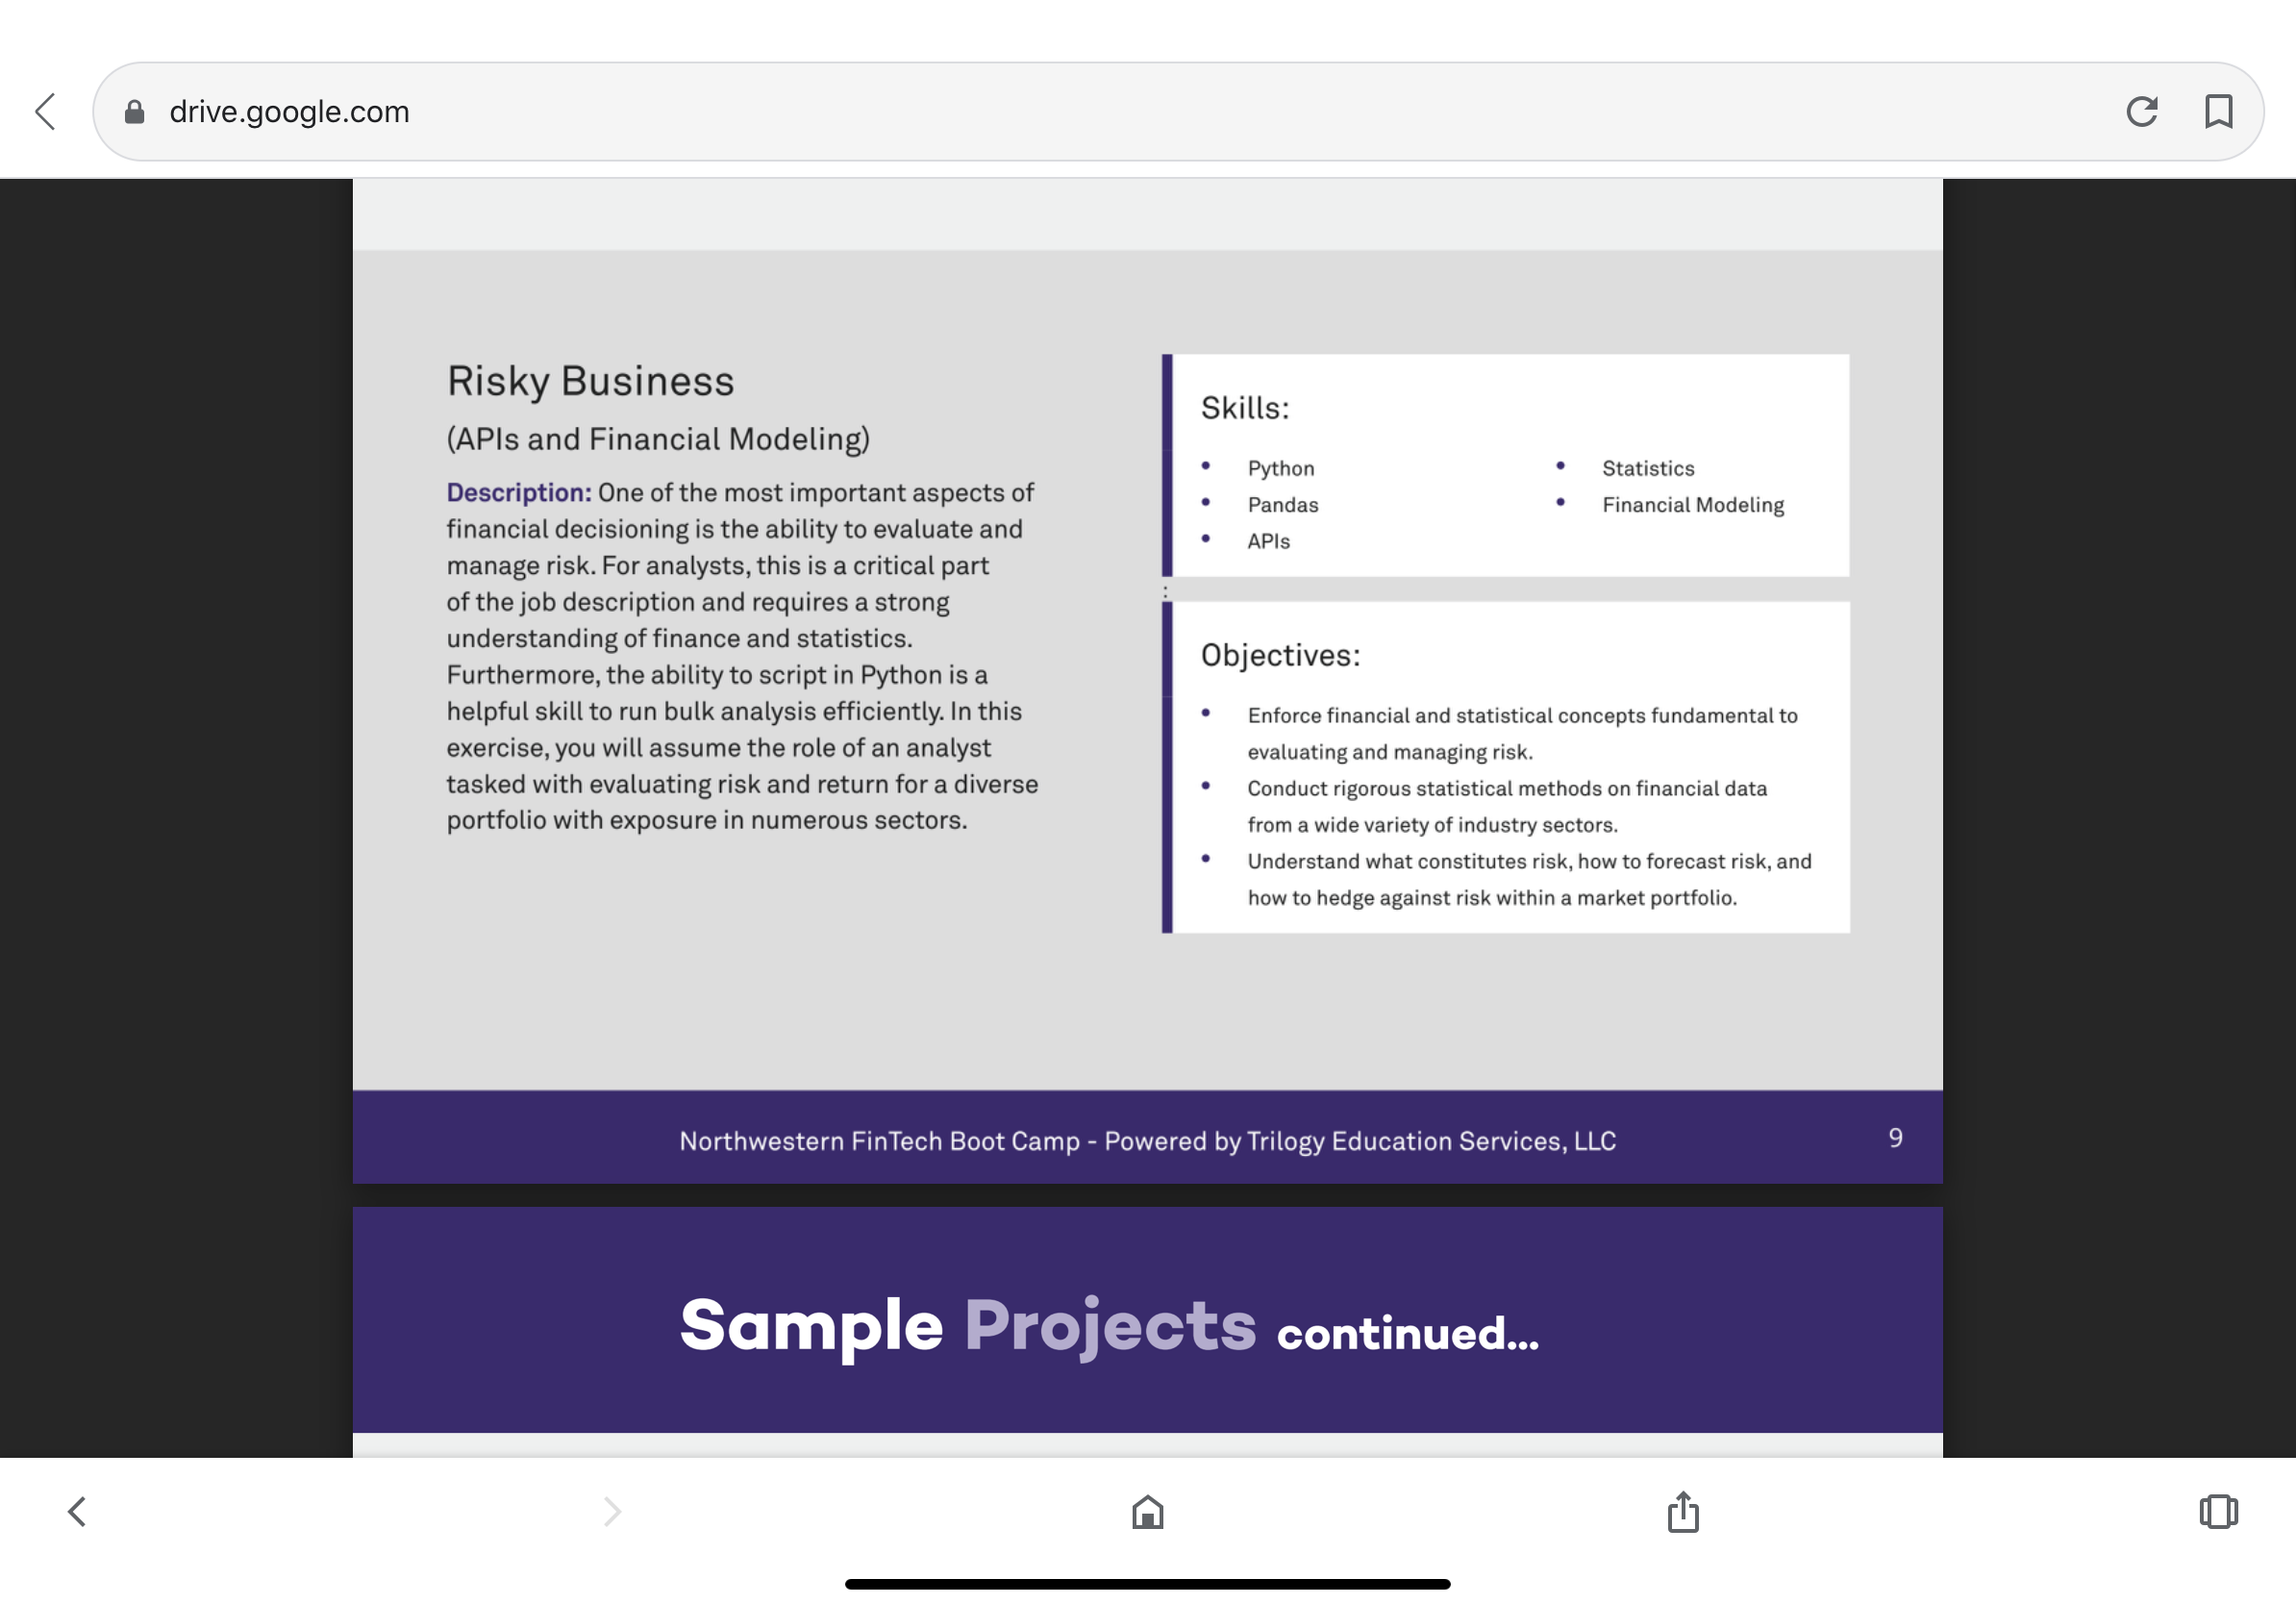 drive.google.com
Risky Business
(APIs and Financial Modeling)
Description: One of the most important aspects of
financial decisioning is the ability to evaluate and
manage risk. For analysts, this is a critical part
of the job description and requires a strong
understanding of finance and statistics.
Furthermore, the ability to script in Python is a
helpful skill to run bulk analysis efficiently. In this
exercise, you will assume the role of an analyst
tasked with evaluating risk and return for a diverse
portfolio with exposure in numerous sectors.
Skills:
• Python
• Pandas
• APIs
• Statistics
• Financial Modeling
:
Objectives:
• Enforce financial and statistical concepts fundamental to
evaluating and managing risk.
• Conduct rigorous statistical methods on financial data
from a wide variety of industry sectors.
• Understand what constitutes risk, how to forecast risk, and
how to hedge against risk within a market portfolio.
Northwestern FinTech Boot Camp - Powered by Trilogy Education Services, LLC
9
Sample Projects continued...